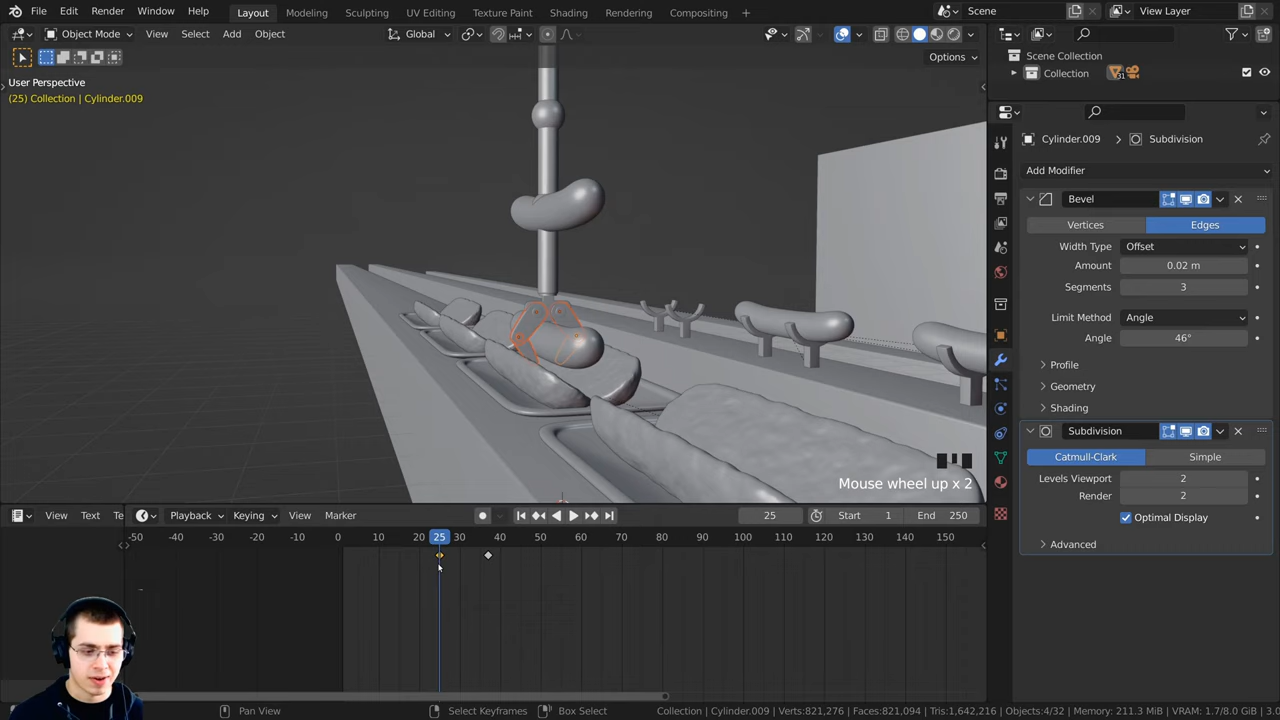 File Edit Render Window Help Layout Modeling Sculpting UV Editing Texture Paint Shading Rendering Compositing + Scene View Layer
Object Mode View Select Add Object Global
Options
User Perspective
(25) Collection | Cylinder.009
Mouse wheel up x 2
Scene Collection
Collection 31
Cylinder.009 > Subdivision
Add Modifier
Bevel
Vertices Edges
Width Type Offset
Amount 0.02 m
Segments 3
Limit Method Angle
Angle 46°
Profile
Geometry
Shading
Subdivision
Catmull-Clark Simple
Levels Viewport 2
Render 2
Optimal Display
Advanced
View Text Te Playback Keying View Marker 25 Start 1 End 250
-50 -40 -30 -20 -10 0 10 20 25 30 40 50 60 70 80 90 100 110 120 130 140 150
Pan View Select Keyframes Box Select Collection | Cylinder.009 | Verts:821,276 | Faces:821,094 | Tris:1,642,216 | Objects:4/32 | Memory: 211.3 MiB | VRAM: 1.7/8.0 GiB | 3.